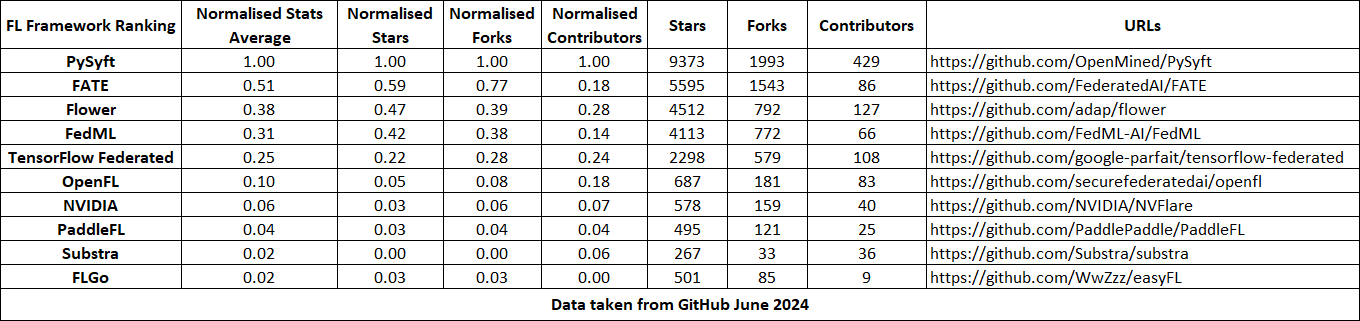 FL Framework Ranking Normalised Stats Average Normalised Stars Normalised Forks Normalised Contributors Stars Forks Contributors URLs
PySyft 1.00 1.00 1.00 1.00 9373 1993 429 https://github.com/OpenMined/PySyft
FATE 0.51 0.59 0.77 0.18 5595 1543 86 https://github.com/FederatedAI/FATE
Flower 0.38 0.47 0.39 0.28 4512 792 127 https://github.com/adap/flower
FedML 0.31 0.42 0.38 0.14 4113 772 66 https://github.com/FedML-AI/FedML
TensorFlow Federated 0.25 0.22 0.28 0.24 2298 579 108 https://github.com/google-parfait/tensorflow-federated
OpenFL 0.10 0.05 0.08 0.18 687 181 83 https://github.com/securefederatedai/openfl
NVIDIA 0.06 0.03 0.06 0.07 578 159 40 https://github.com/NVIDIA/NVFlare
PaddleFL 0.04 0.03 0.04 0.04 495 121 25 https://github.com/PaddlePaddle/PaddleFL
Substra 0.02 0.00 0.00 0.06 267 33 36 https://github.com/Substra/substra
FLGo 0.02 0.03 0.03 0.00 501 85 9 https://github.com/WwZzz/easyFL
Data taken from GitHub June 2024